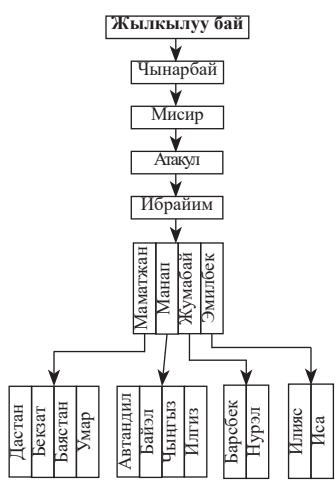 Жылкылуу бай
Чынарбай
Мисир
Атакул
Ибрайим
Маматжан
Манап
Жумабай
Эмилбек
Дастан
Бекзат
Баястан
Умар
Автандил
Байэл
Чыңгыз
Илгиз
Барсбек
Нурэл
Илияс
Иса